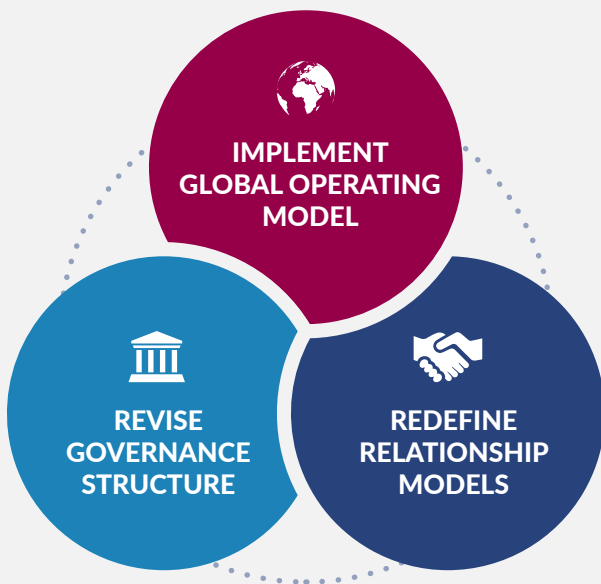 IMPLEMENT
GLOBAL OPERATING
MODEL
REVISE
GOVERNANCE
STRUCTURE
REDEFINE
RELATIONSHIP
MODELS